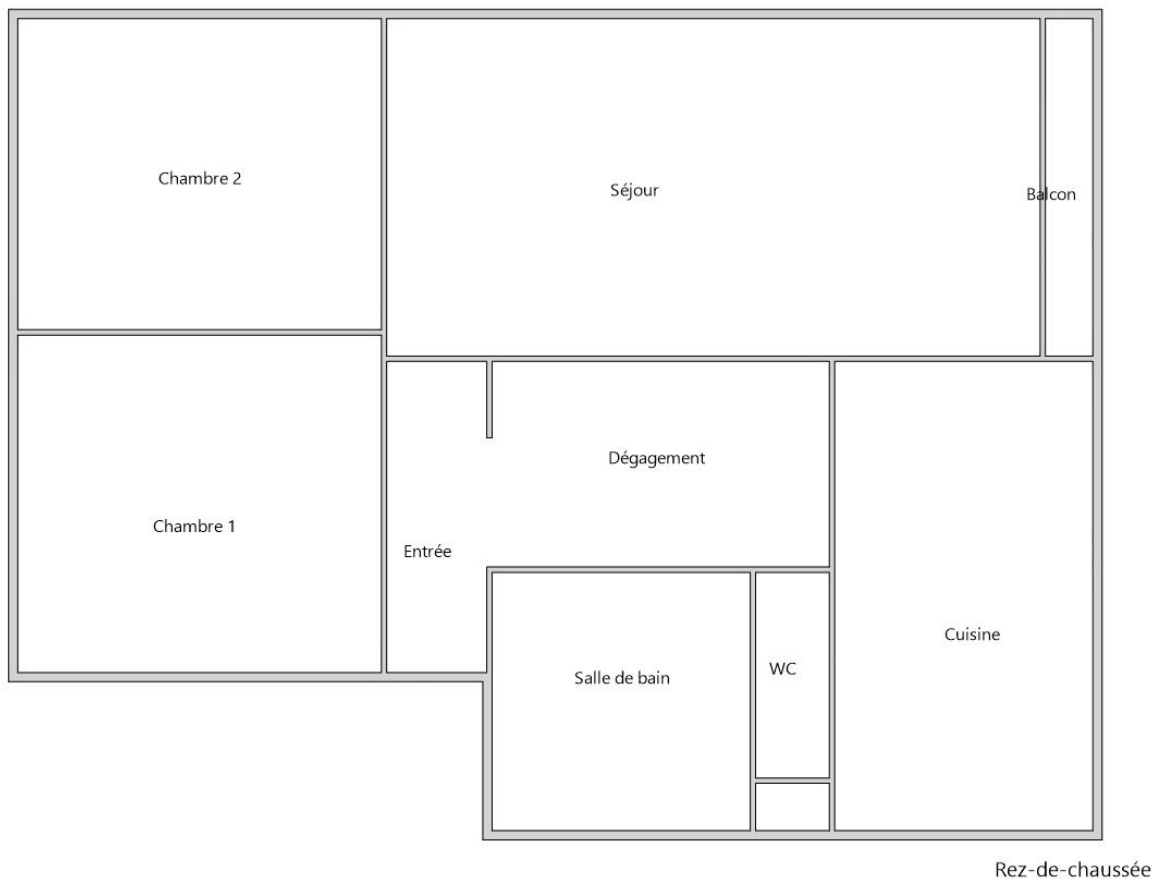 Chambre 2
Séjour
Balcon
Dégagement
Chambre 1
Entrée
Cuisine
WC
Salle de bain
Rez-de-chaussée